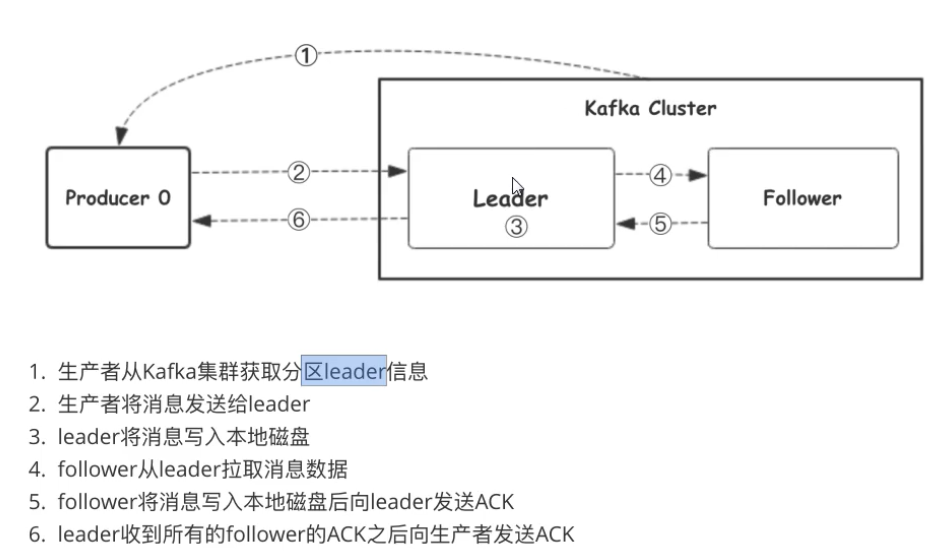 ①
Kafka Cluster
Producer 0
②
⑥
Leader
③
④
⑤
Follower
1. 生产者从Kafka集群获取分区leader信息
2. 生产者将消息发送给leader
3. leader将消息写入本地磁盘
4. follower从leader拉取消息数据
5. follower将消息写入本地磁盘后向leader发送ACK
6. leader收到所有的follower的ACK之后向生产者发送ACK